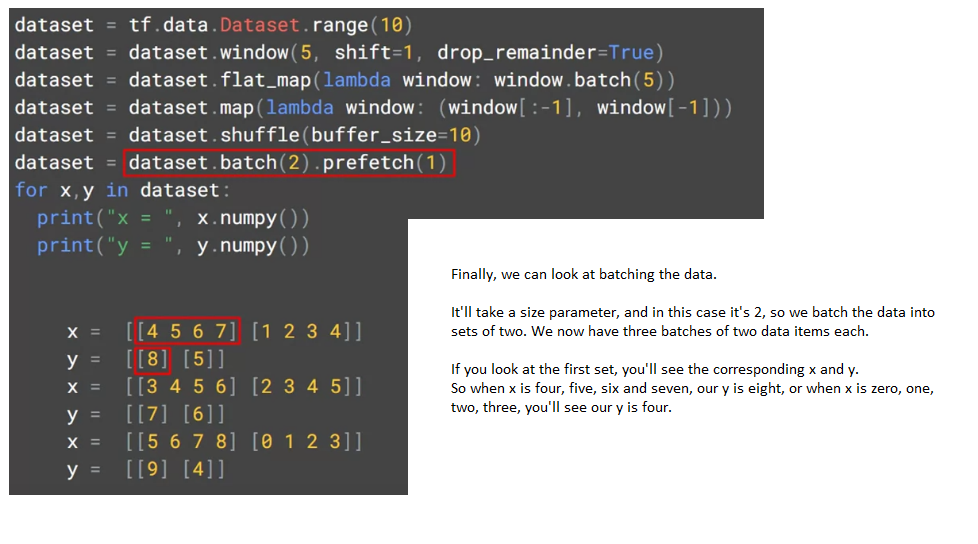 dataset = tf.data.Dataset.range(10)
dataset = dataset.window(5, shift=1, drop_remainder=True)
dataset = dataset.flat_map(lambda window: window.batch(5))
dataset = dataset.map(lambda window: (window[:-1], window[-1]))
dataset = dataset.shuffle(buffer_size=10)
dataset = dataset.batch(2).prefetch(1)
for x,y in dataset:
  print("x = ", x.numpy())
  print("y = ", y.numpy())
x = [[4 5 6 7] [1 2 3 4]]
y = [[8] [5]]
x = [[3 4 5 6] [2 3 4 5]]
y = [[7] [6]]
x = [[5 6 7 8] [0 1 2 3]]
y = [[9] [4]]
Finally, we can look at batching the data.
It'll take a size parameter, and in this case it's 2, so we batch the data into
sets of two. We now have three batches of two data items each.
If you look at the first set, you'll see the corresponding x and y.
So when x is four, five, six and seven, our y is eight, or when x is zero, one,
two, three, you'll see our y is four.